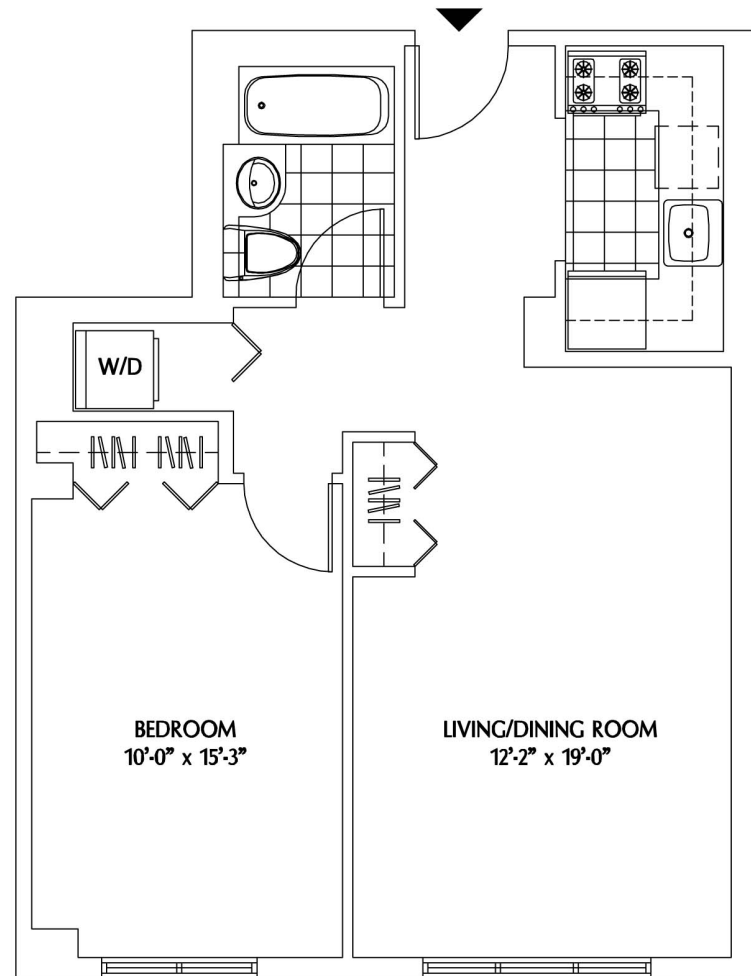 W/D
BEDROOM
10’-0” x 15’-3”
LIVING/DINING ROOM
12’-2” x 19’-0”